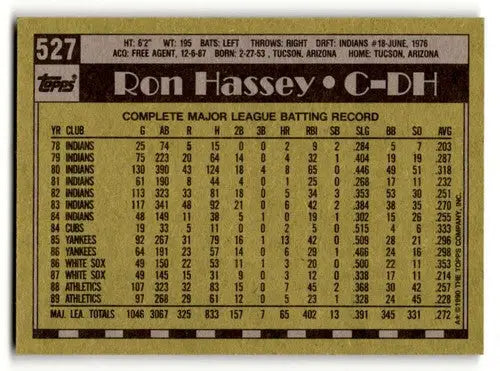 527
HT: 6'2" WT: 195 BATS: LEFT THROWS: RIGHT DRFT: INDIANS #18-JUNE, 1976
ACQ: FREE AGENT, 12-6-87 BORN: 2-27-53, TUCSON, ARIZONA HOME: TUCSON, ARIZONA
TOPPS
Ron Hassey • C-DH
COMPLETE MAJOR LEAGUE BATTING RECORD
YR CLUB G AB R H 2B 3B HR RBI SB SLG BB SO AVG
78 INDIANS 25 74 5 15 0 0 2 9 2 .284 5 7 .203
79 INDIANS 75 223 20 64 14 0 4 32 1 .404 19 19 .287
80 INDIANS 130 390 43 124 18 4 8 65 0 .446 49 51 .318
81 INDIANS 61 190 8 44 4 0 1 25 0 .268 17 11 .232
82 INDIANS 113 323 33 81 18 0 5 34 3 .353 53 32 .251
83 INDIANS 117 341 48 92 21 0 6 42 2 .384 38 35 .270
84 INDIANS 48 149 11 38 5 1 0 19 1 .302 15 26 .255
84 CUBS 19 33 5 11 0 0 2 5 0 .515 4 6 .333
85 YANKEES 92 267 31 79 16 1 13 42 0 .509 28 21 .296
86 YANKEES 64 191 23 57 14 0 6 29 1 .466 24 16 .298
86 WHITE SOX 49 150 22 53 11 1 3 20 0 .500 22 11 .353
87 WHITE SOX 49 145 15 31 9 0 3 12 0 .338 17 11 .214
88 ATHLETICS 107 323 32 83 15 0 7 45 2 .368 30 42 .257
89 ATHLETICS 97 268 29 61 12 0 5 23 1 .328 24 45 .228
MAJ. LEA. TOTALS 1046 3067 325 833 157 7 65 402 13 .391 345 331 .272
A* ©1990 THE TOPPS COMPANY, INC.